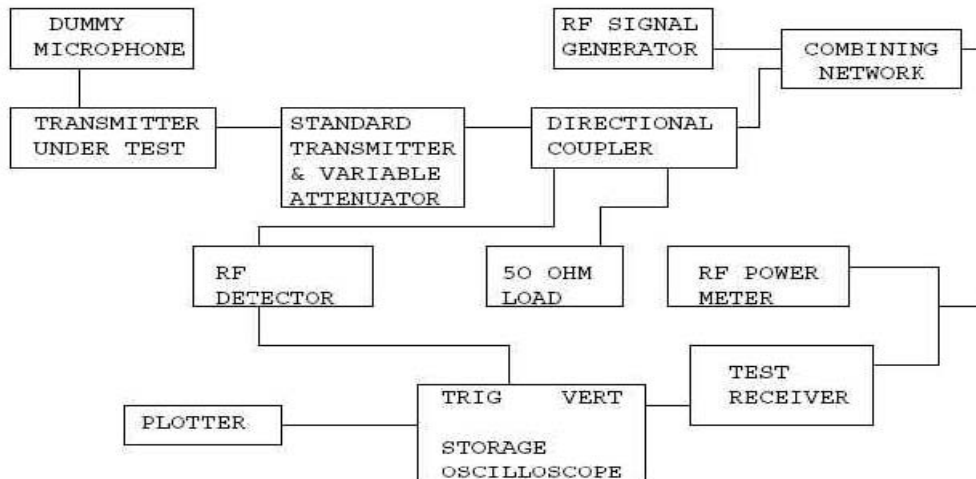 DUMMY
MICROPHONE
RF SIGNAL
GENERATOR
COMBINING
NETWORK
TRANSMITTER
UNDER TEST
STANDARD
TRANSMITTER
& VARIABLE
ATTENUATOR
DIRECTIONAL
COUPLER
RF
DETECTOR
50 OHM
LOAD
RF POWER
METER
TEST
RECEIVER
PLOTTER
TRIG VERT
STORAGE
OSCILLOSCOPE